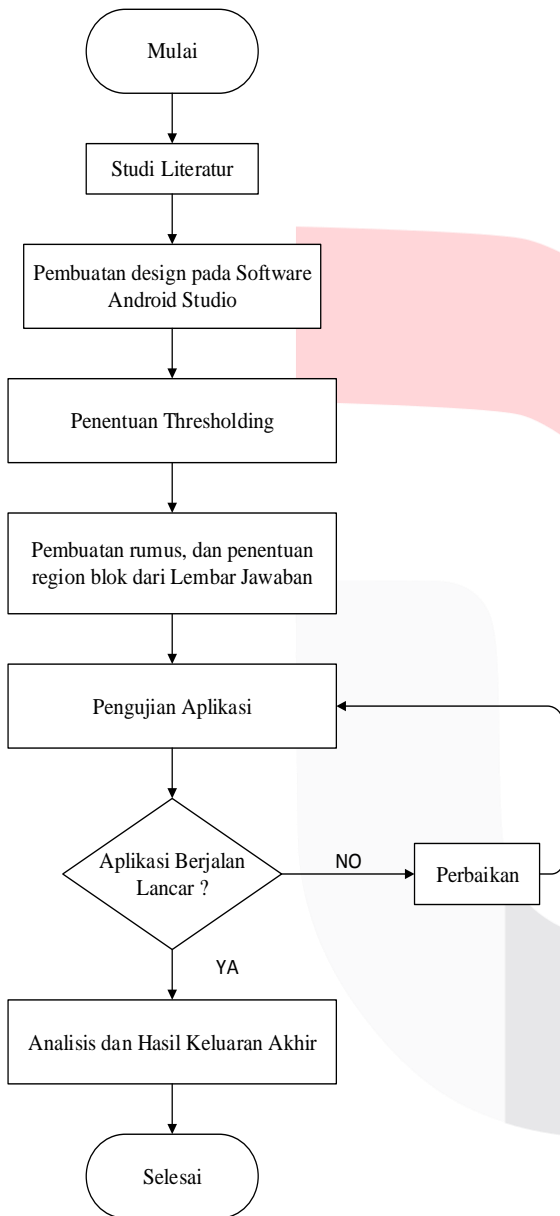 Mulai
Studi Literatur
Pembuatan design pada Software
Android Studio
Penentuan Thresholding
Pembuatan rumus, dan penentuan
region blok dari Lembar Jawaban
Pengujian Aplikasi
Aplikasi Berjalan
Lancar ?
NO
Perbaikan
YA
Analisis dan Hasil Keluaran Akhir
Selesai